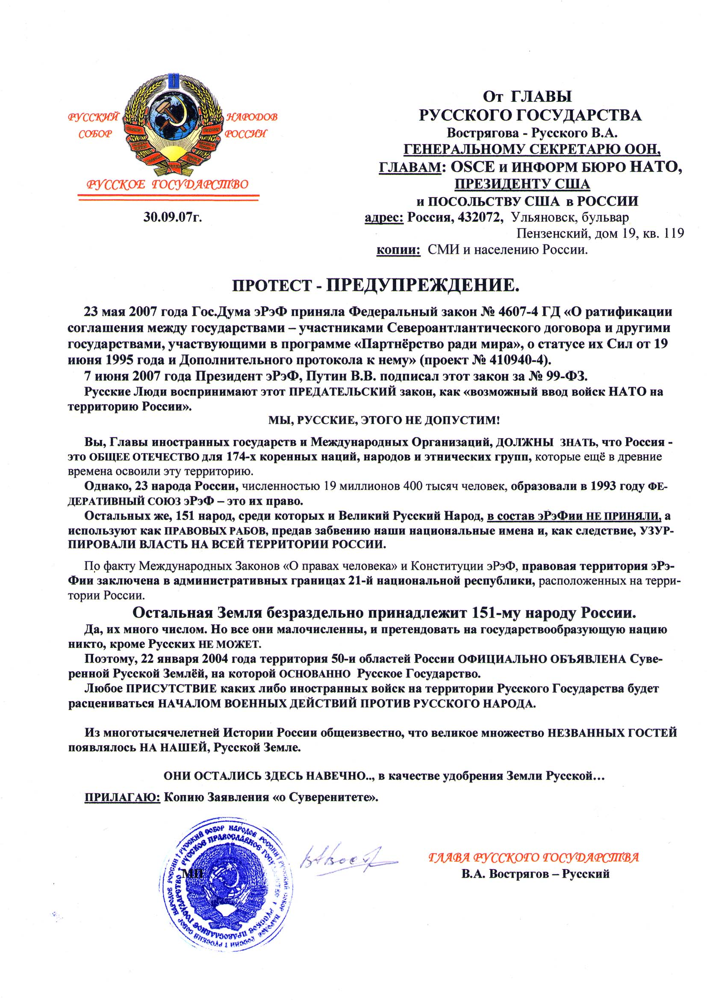 РУССКИЙ НАРОДОВ
СОБОР РОССИИ
РУССКОЕ ГОСУДАРСТВО
30.09.07г.
От ГЛАВЫ
РУССКОГО ГОСУДАРСТВА
Вострягова - Русского В.А.
ГЕНЕРАЛЬНОМУ СЕКРЕТАРЮ ООН,
ГЛАВАМ: OSCE и ИНФОРМ БЮРО НАТО,
ПРЕЗИДЕНТУ США
и ПОСОЛЬСТВУ США в РОССИИ
адрес: Россия, 432072, Ульяновск, бульвар
Пензенский, дом 19, кв. 119
копии: СМИ и населению России.
ПРОТЕСТ - ПРЕДУПРЕЖДЕНИЕ.
23 мая 2007 года Гос.Дума эРэФ приняла Федеральный закон № 4607-4 ГД «О ратификации
соглашения между государствами – участниками Североатлантического договора и другими
государствами, участвующими в программе «Партнёрство ради мира», о статусе их Сил от 19
июня 1995 года и Дополнительного протокола к нему» (проект № 410940-4).
7 июня 2007 года Президент эРэФ, Путин В.В. подписал этот закон за № 99-ФЗ.
Русские Люди воспринимают этот ПРЕДАТЕЛЬСКИЙ закон, как «возможный ввод войск НАТО на
территорию России».
МЫ, РУССКИЕ, ЭТОГО НЕ ДОПУСТИМ!
Вы, Главы иностранных государств и Международных Организаций, ДОЛЖНЫ ЗНАТЬ, что Россия -
это ОБЩЕЕ ОТЕЧЕСТВО для 174-х коренных наций, народов и этнических групп, которые ещё в древние
времена освоили эту территорию.
Однако, 23 народа России, численностью 19 миллионов 400 тысяч человек, образовали в 1993 году ФЕ-
ДЕРАТИВНЫЙ СОЮЗ эРэФ – это их право.
Остальных же, 151 народ, среди которых и Великий Русский Народ, в состав эРэФии НЕ ПРИНЯЛИ, а
используют как ПРАВОВЫХ РАБОВ, предав забвению наши национальные имена и, как следствие, УЗУР-
ПИРОВАЛИ ВЛАСТЬ НА ВСЕЙ ТЕРРИТОРИИ РОССИИ.
По факту Международных Законов «О правах человека» и Конституции эРэФ, правовая территория эРэ-
Фии заключена в административных границах 21-й национальной республики, расположенных на терри-
тории России.
Остальная Земля безраздельно принадлежит 151-му народу России.
Да, их много числом. Но все они малочисленны, и претендовать на государствообразующую нацию
никто, кроме Русских НЕ МОЖЕТ.
Поэтому, 22 января 2004 года территория 50-и областей России ОФИЦИАЛЬНО ОБЪЯВЛЕНА Суве-
ренной Русской Землёй, на которой ОСНОВАННО Русское Государство.
Любое ПРИСУТСТВИЕ каких либо иностранных войск на территории Русского Государства будет
расцениваться НАЧАЛОМ ВОЕННЫХ ДЕЙСТВИЙ ПРОТИВ РУССКОГО НАРОДА.
Из многотысячелетней Истории России общеизвестно, что великое множество НЕЗВАННЫХ ГОСТЕЙ
появлялось НА НАШЕЙ, Русской Земле.
ОНИ ОСТАЛИСЬ ЗДЕСЬ НАВЕЧНО.., в качестве удобрения Земли Русской…
ПРИЛАГАЮ: Копию Заявления «о Суверенитете».
РУССКИЙ СОБОР НАРОДОВ РОССИИ
РУССКОЕ ПРАВОСЛАВНОЕ ГОСУДАРСТВО
МП
ГЛАВА РУССКОГО ГОСУДАРСТВА
В.А. Вострягов – Русский